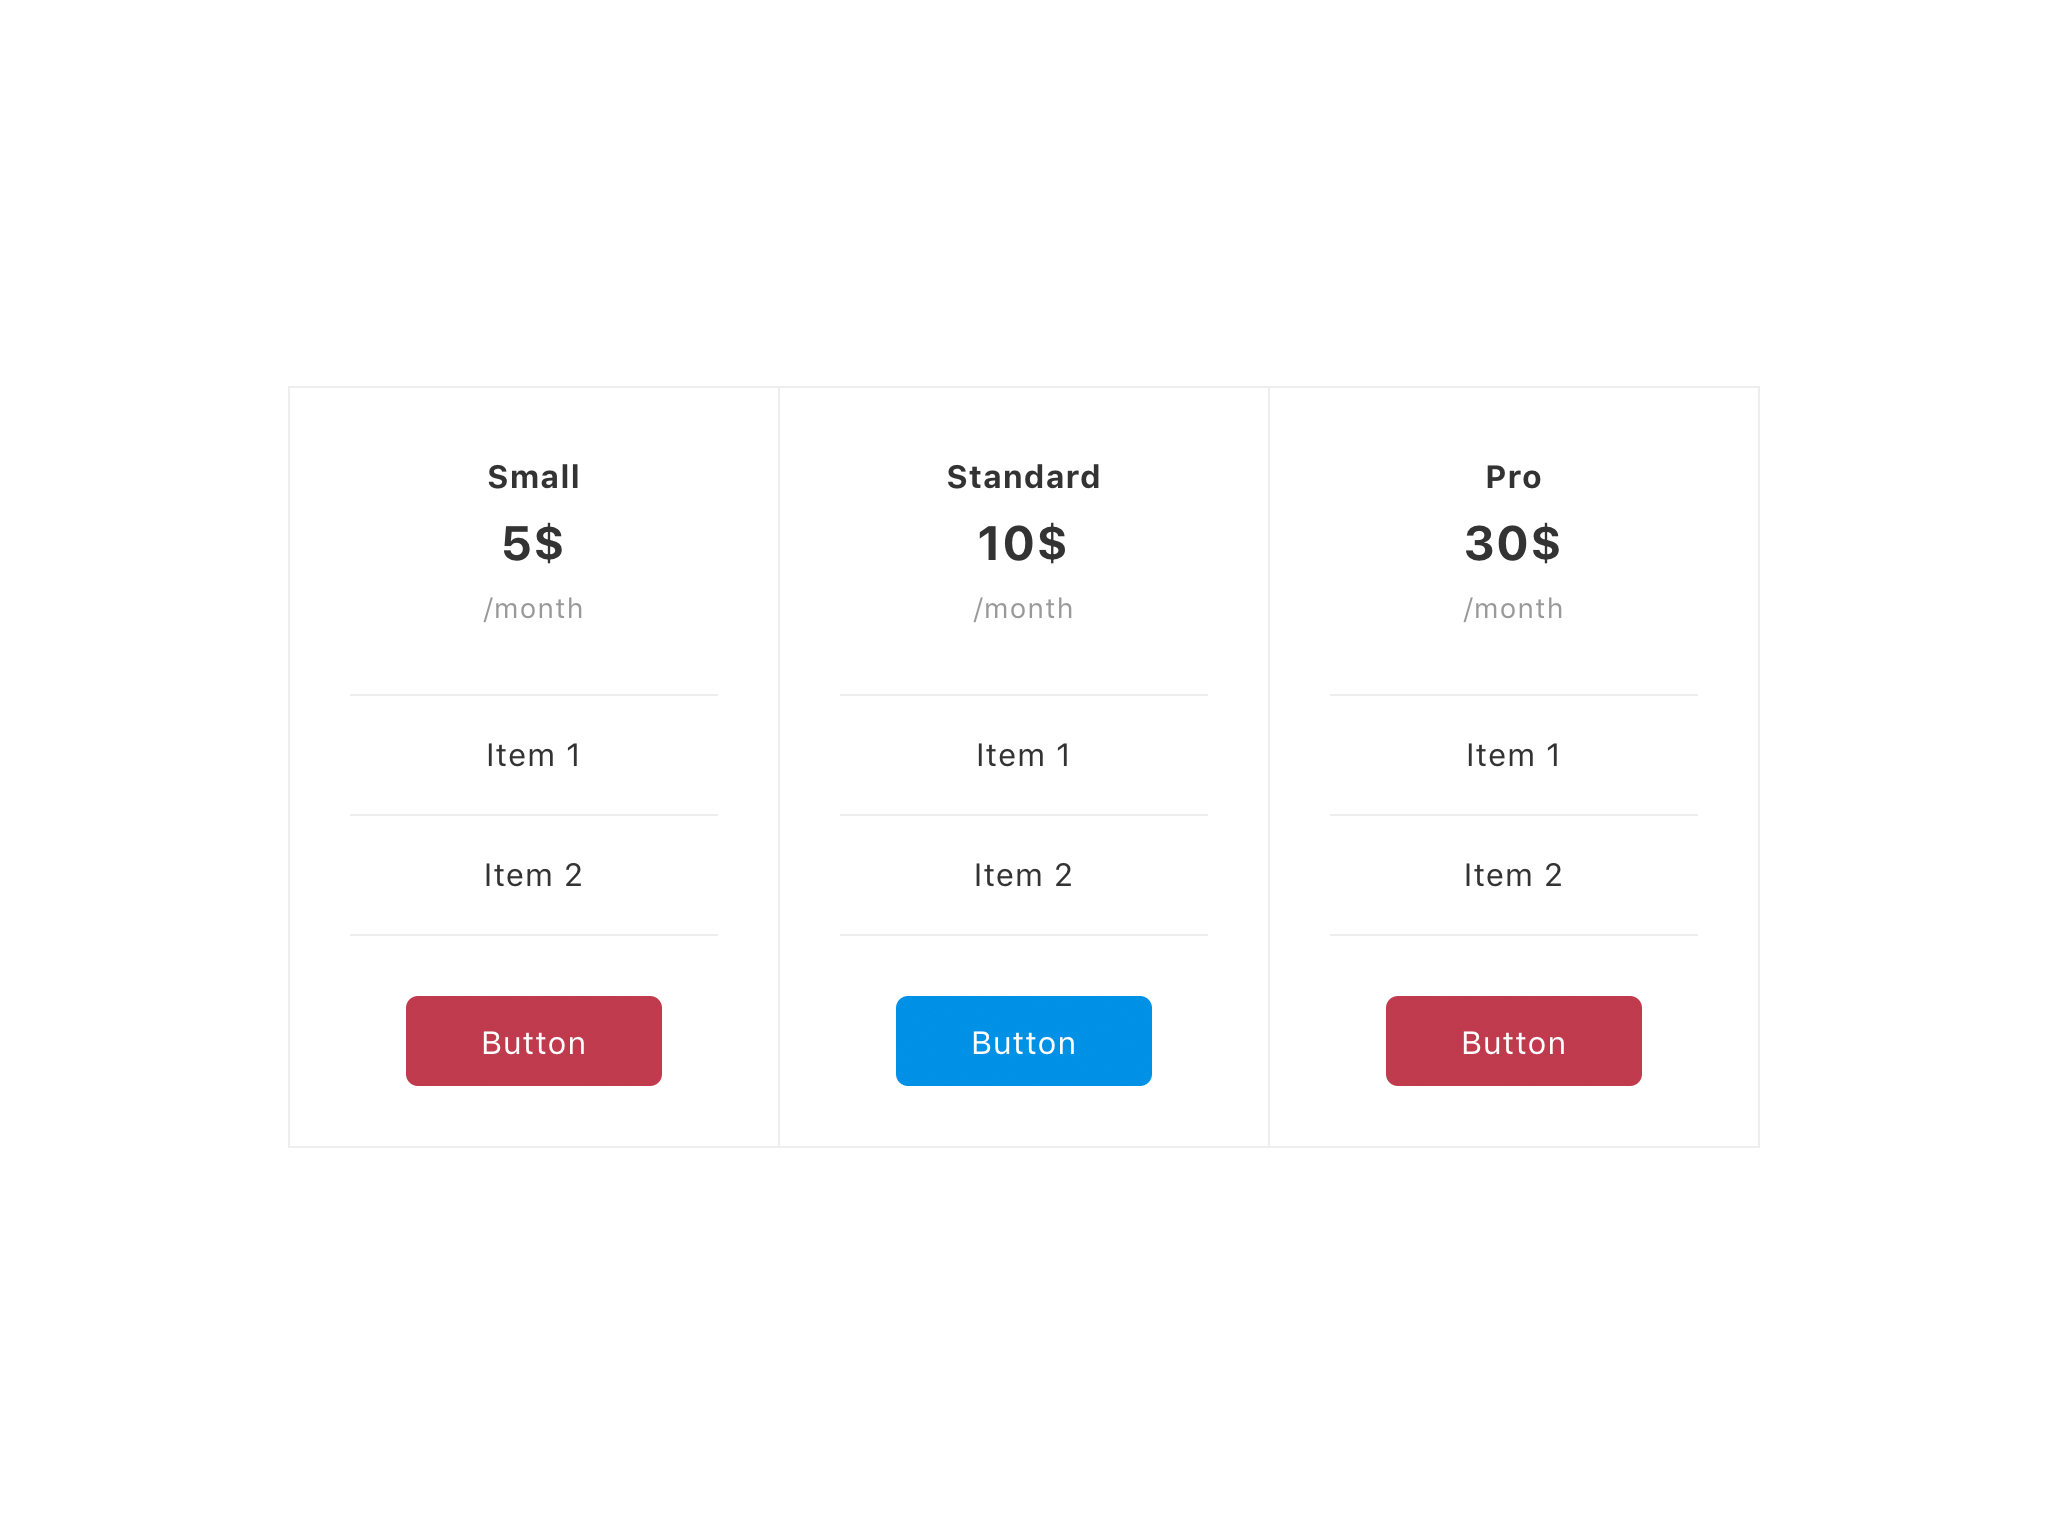 Small
5$
/month
Item 1
Item 2
Button
Standard
10$
/month
Item 1
Item 2
Button
Pro
30$
/month
Item 1
Item 2
Button